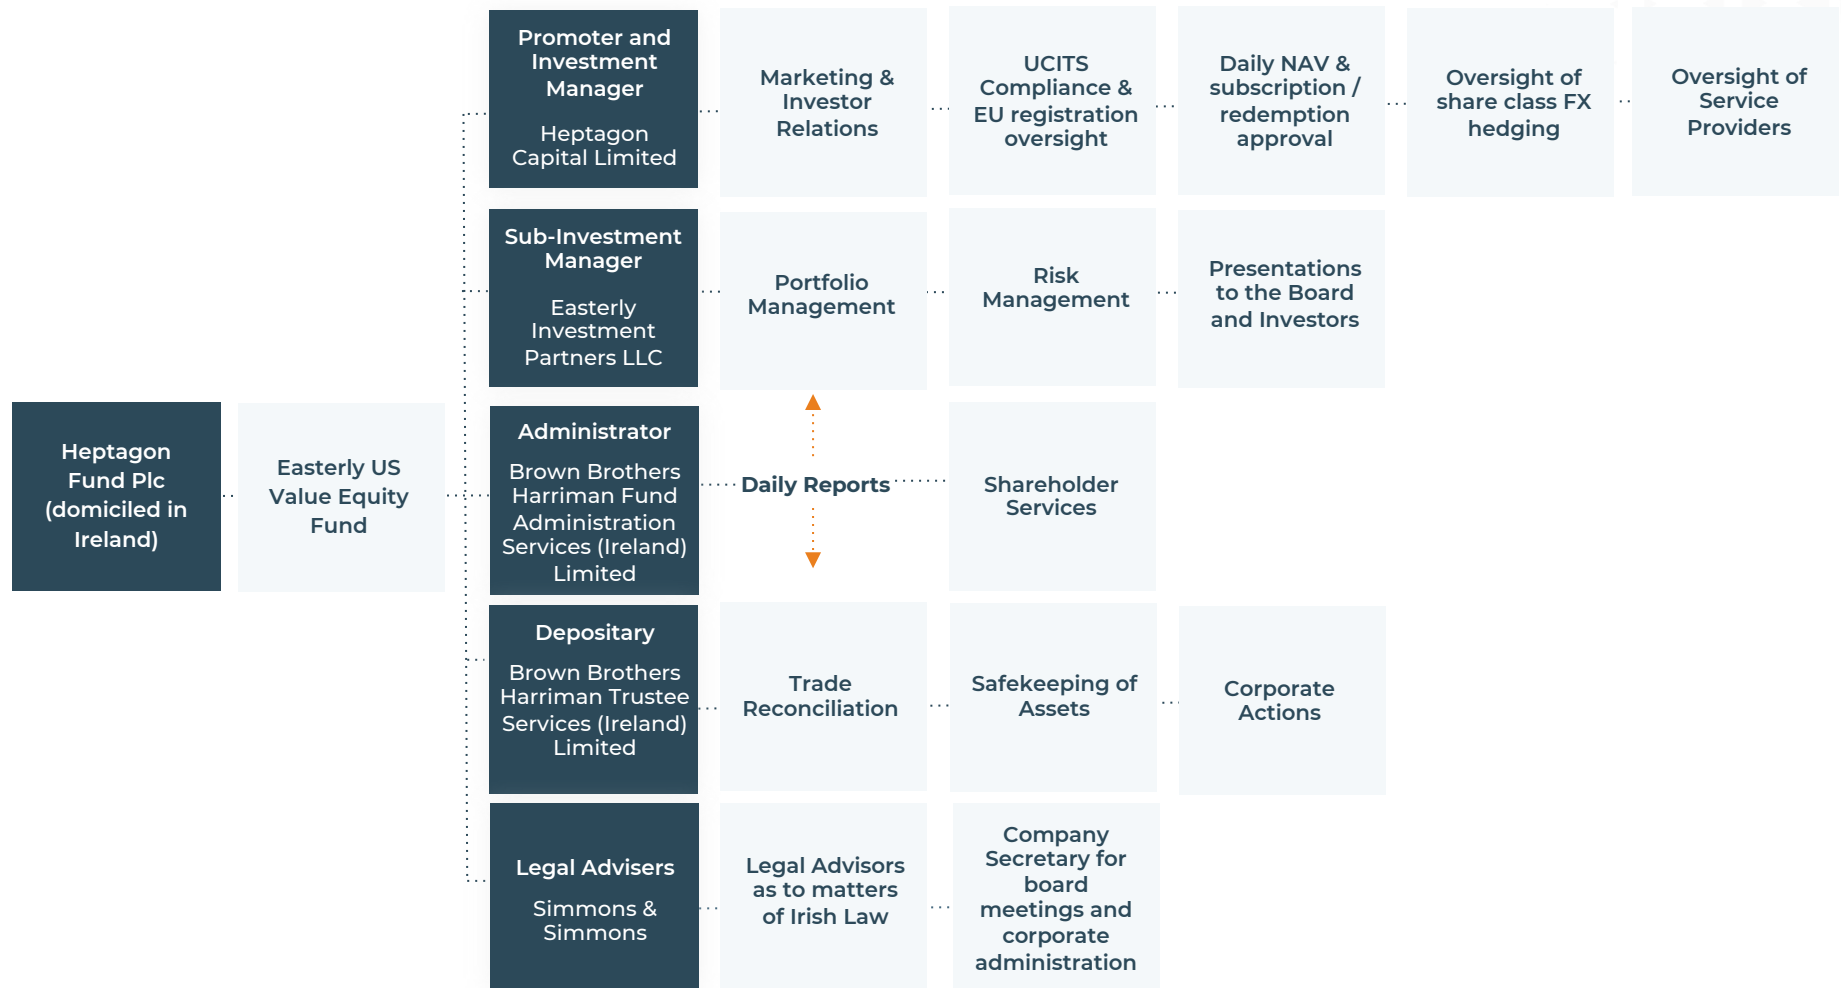 Promoter and
Investment
Manager
Heptagon
Capital Limited
Marketing &
Investor
Relations
UCITS
Compliance &
EU registration
oversight
Daily NAV &
subscription /
redemption
approval
Oversight of
share class FX
hedging
Oversight of
Service
Providers
Sub-Investment
Manager
Easterly
Investment
Partners LLC
Portfolio
Management
Risk
Management
Presentations
to the Board
and Investors
Heptagon
Fund Plc
(domiciled in
Ireland)
Easterly US
Value Equity
Fund
Administrator
Brown Brothers
Harriman Fund
Administration
Services (Ireland)
Limited
Daily Reports
Shareholder
Services
Depositary
Brown Brothers
Harriman Trustee
Services (Ireland)
Limited
Trade
Reconciliation
Safekeeping of
Assets
Corporate
Actions
Legal Advisers
Simmons &
Simmons
Legal Advisors
as to matters
of Irish Law
Company
Secretary for
board
meetings and
corporate
administration